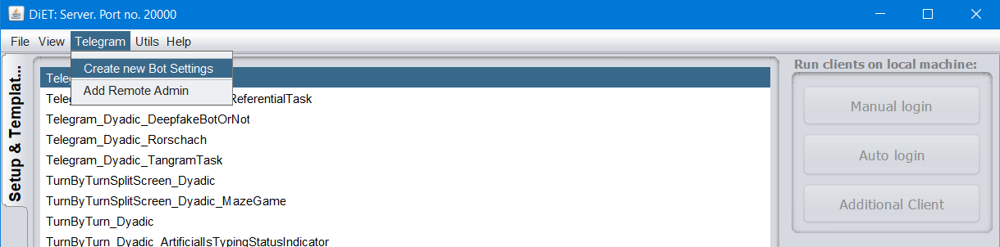 DiET: Server. Port no. 20000
File View Telegram Utils Help
Create new Bot Settings
Add Remote Admin
Setup & Templat...
Teleg
Teleg ReferentialTask
Telegram_Dyadic_DeepfakeBotOrNot
Telegram_Dyadic_Rorschach
Telegram_Dyadic_TangramTask
TurnByTurnSplitScreen_Dyadic
TurnByTurnSplitScreen_Dyadic_MazeGame
TurnByTurn_Dyadic
TurnByTurn_Dyadic_ArtificialIsTypingStatusIndicator
Run clients on local machine:
Manual login
Auto login
Additional Client